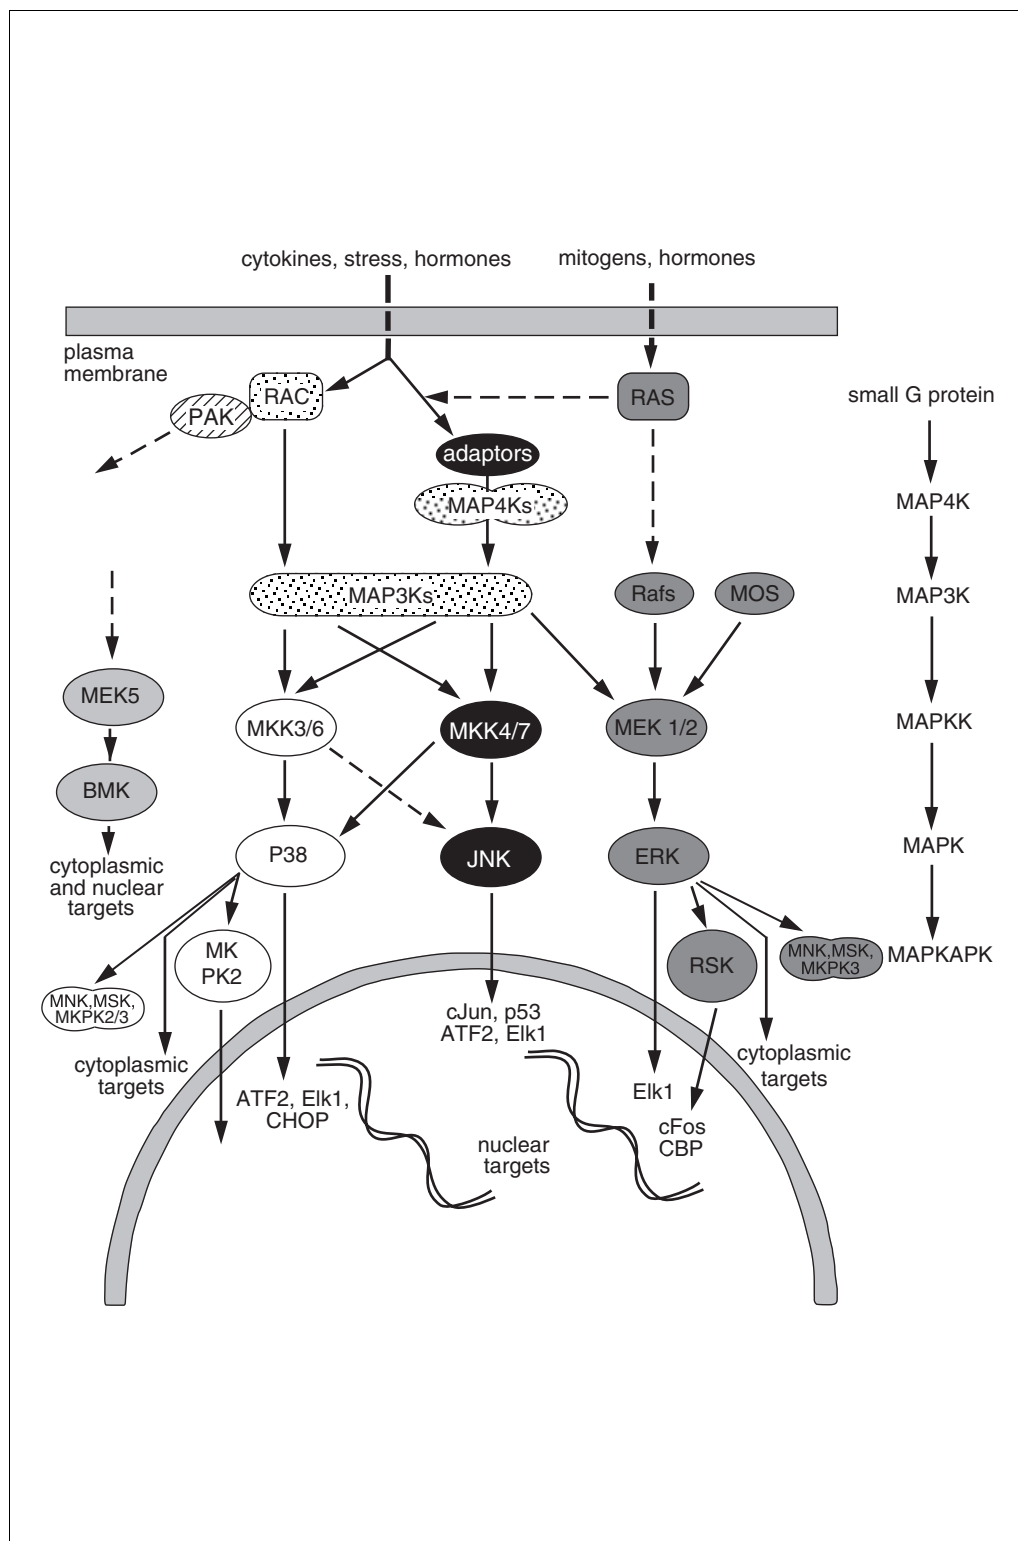 cytokines, stress, hormones
mitogens, hormones
plasma
membrane
RAC
PAK
RAS
small G protein
adaptors
MAP4Ks
MAP4K
MAP3Ks
Rafs
MOS
MAP3K
MEK5
MKK3/6
MKK4/7
MEK 1/2
MAPKK
BMK
P38
JNK
ERK
MAPK
cytoplasmic
and nuclear
targets
MK
PK2
RSK
MNK,MSK,
MKPK3
MAPKAPK
MNK,MSK,
MKPK2/3
cJun, p53
ATF2, Elk1
cytoplasmic
targets
cytoplasmic
targets
ATF2, Elk1,
CHOP
Elk1
cFos
CBP
nuclear
targets